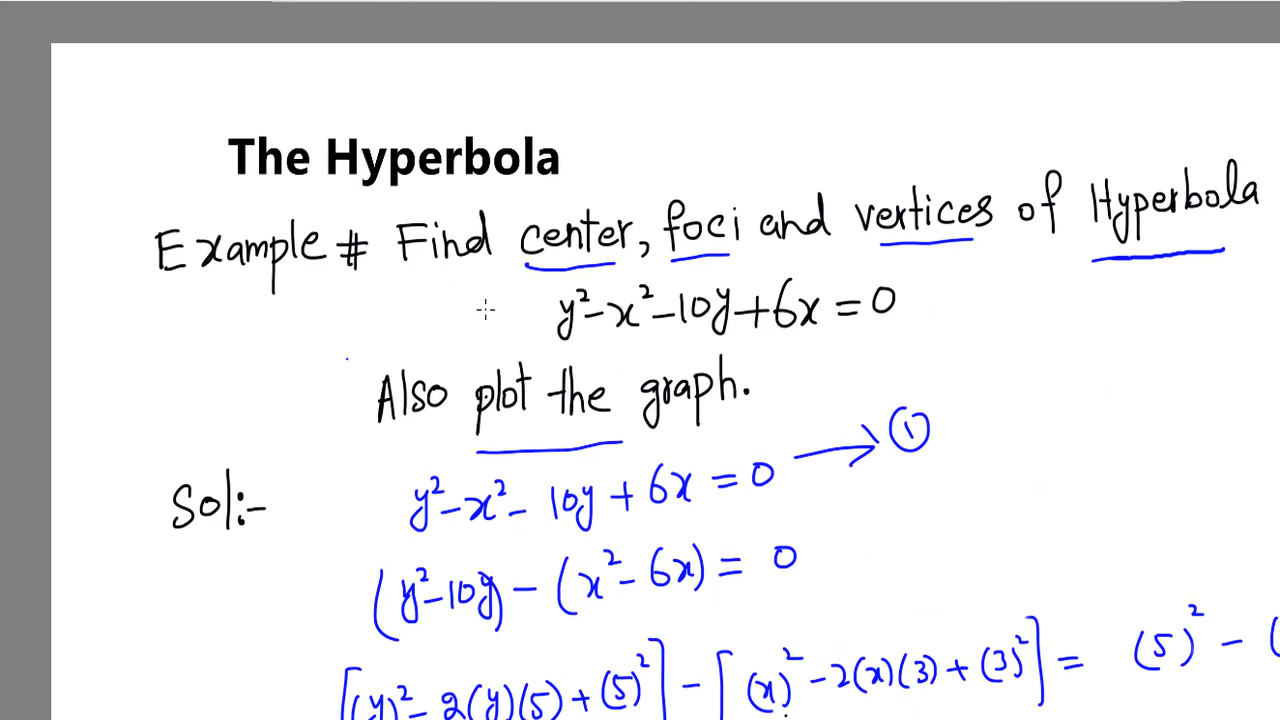 The Hyperbola
Example # Find center, foci and vertices of Hyperbola
y²-x²-10y+6x=0
Also plot the graph.
Sol:- y²-x²-10y+6x=0 → ①
(y²-10y)-(x²-6x)=0
[(y)²-2(y)(5)+(5)²]-[(x)²-2(x)(3)+(3)²]=(5)²-(